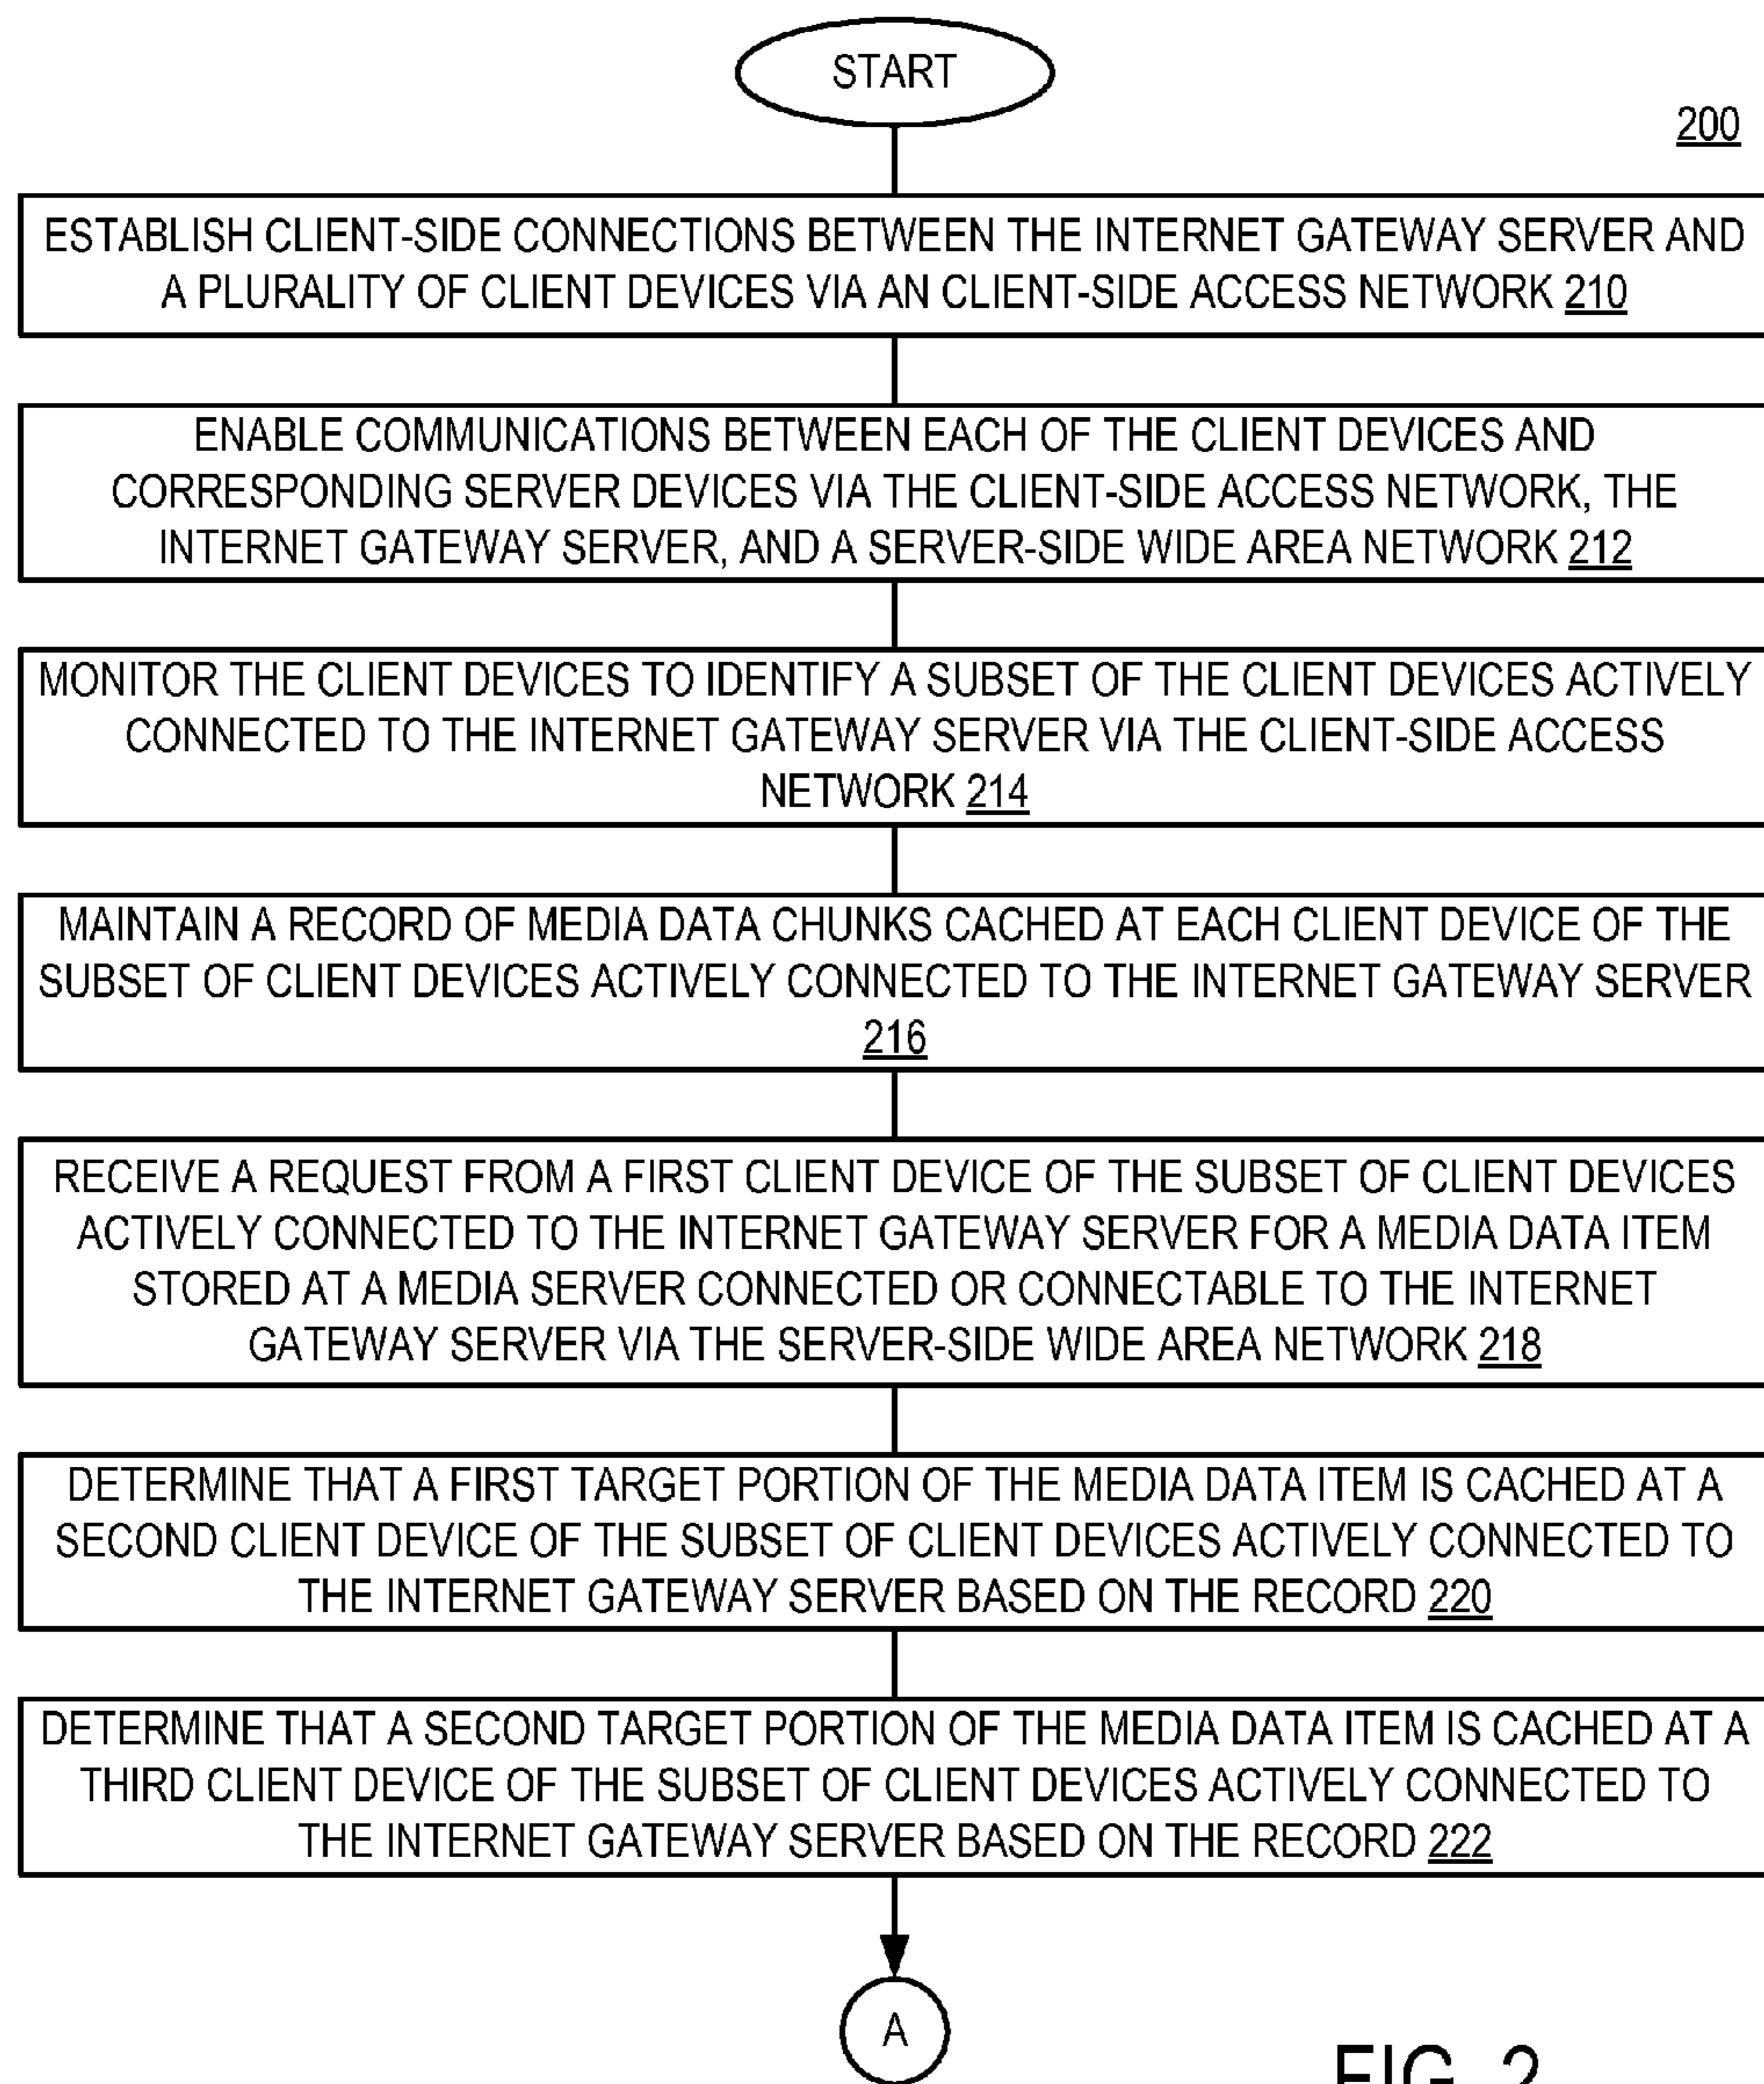 START
200
ESTABLISH CLIENT-SIDE CONNECTIONS BETWEEN THE INTERNET GATEWAY SERVER AND
A PLURALITY OF CLIENT DEVICES VIA AN CLIENT-SIDE ACCESS NETWORK 210
ENABLE COMMUNICATIONS BETWEEN EACH OF THE CLIENT DEVICES AND
CORRESPONDING SERVER DEVICES VIA THE CLIENT-SIDE ACCESS NETWORK, THE
INTERNET GATEWAY SERVER, AND A SERVER-SIDE WIDE AREA NETWORK 212
MONITOR THE CLIENT DEVICES TO IDENTIFY A SUBSET OF THE CLIENT DEVICES ACTIVELY
CONNECTED TO THE INTERNET GATEWAY SERVER VIA THE CLIENT-SIDE ACCESS
NETWORK 214
MAINTAIN A RECORD OF MEDIA DATA CHUNKS CACHED AT EACH CLIENT DEVICE OF THE
SUBSET OF CLIENT DEVICES ACTIVELY CONNECTED TO THE INTERNET GATEWAY SERVER
216
RECEIVE A REQUEST FROM A FIRST CLIENT DEVICE OF THE SUBSET OF CLIENT DEVICES
ACTIVELY CONNECTED TO THE INTERNET GATEWAY SERVER FOR A MEDIA DATA ITEM
STORED AT A MEDIA SERVER CONNECTED OR CONNECTABLE TO THE INTERNET
GATEWAY SERVER VIA THE SERVER-SIDE WIDE AREA NETWORK 218
DETERMINE THAT A FIRST TARGET PORTION OF THE MEDIA DATA ITEM IS CACHED AT A
SECOND CLIENT DEVICE OF THE SUBSET OF CLIENT DEVICES ACTIVELY CONNECTED TO
THE INTERNET GATEWAY SERVER BASED ON THE RECORD 220
DETERMINE THAT A SECOND TARGET PORTION OF THE MEDIA DATA ITEM IS CACHED AT A
THIRD CLIENT DEVICE OF THE SUBSET OF CLIENT DEVICES ACTIVELY CONNECTED TO
THE INTERNET GATEWAY SERVER BASED ON THE RECORD 222
A
FIG. 2